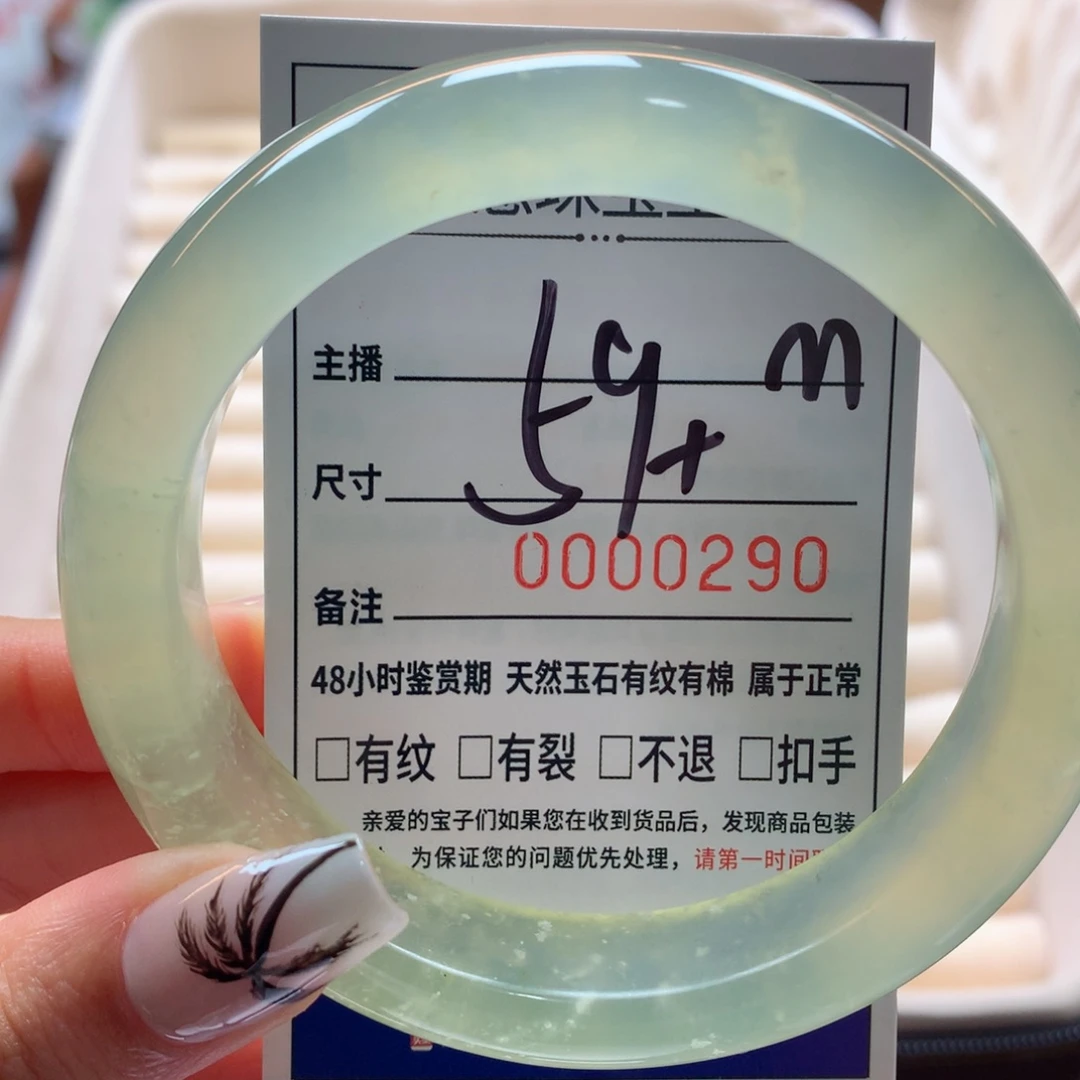 珠宝
主播 m
尺寸 59+
0000290
备注
48小时鉴赏期 天然玉石有纹有棉 属于正常
□有纹 □有裂 □不退 □扣手
亲爱的宝子们如果您在收到货品后，发现商品包装
为保证您的问题优先处理，请第一时间